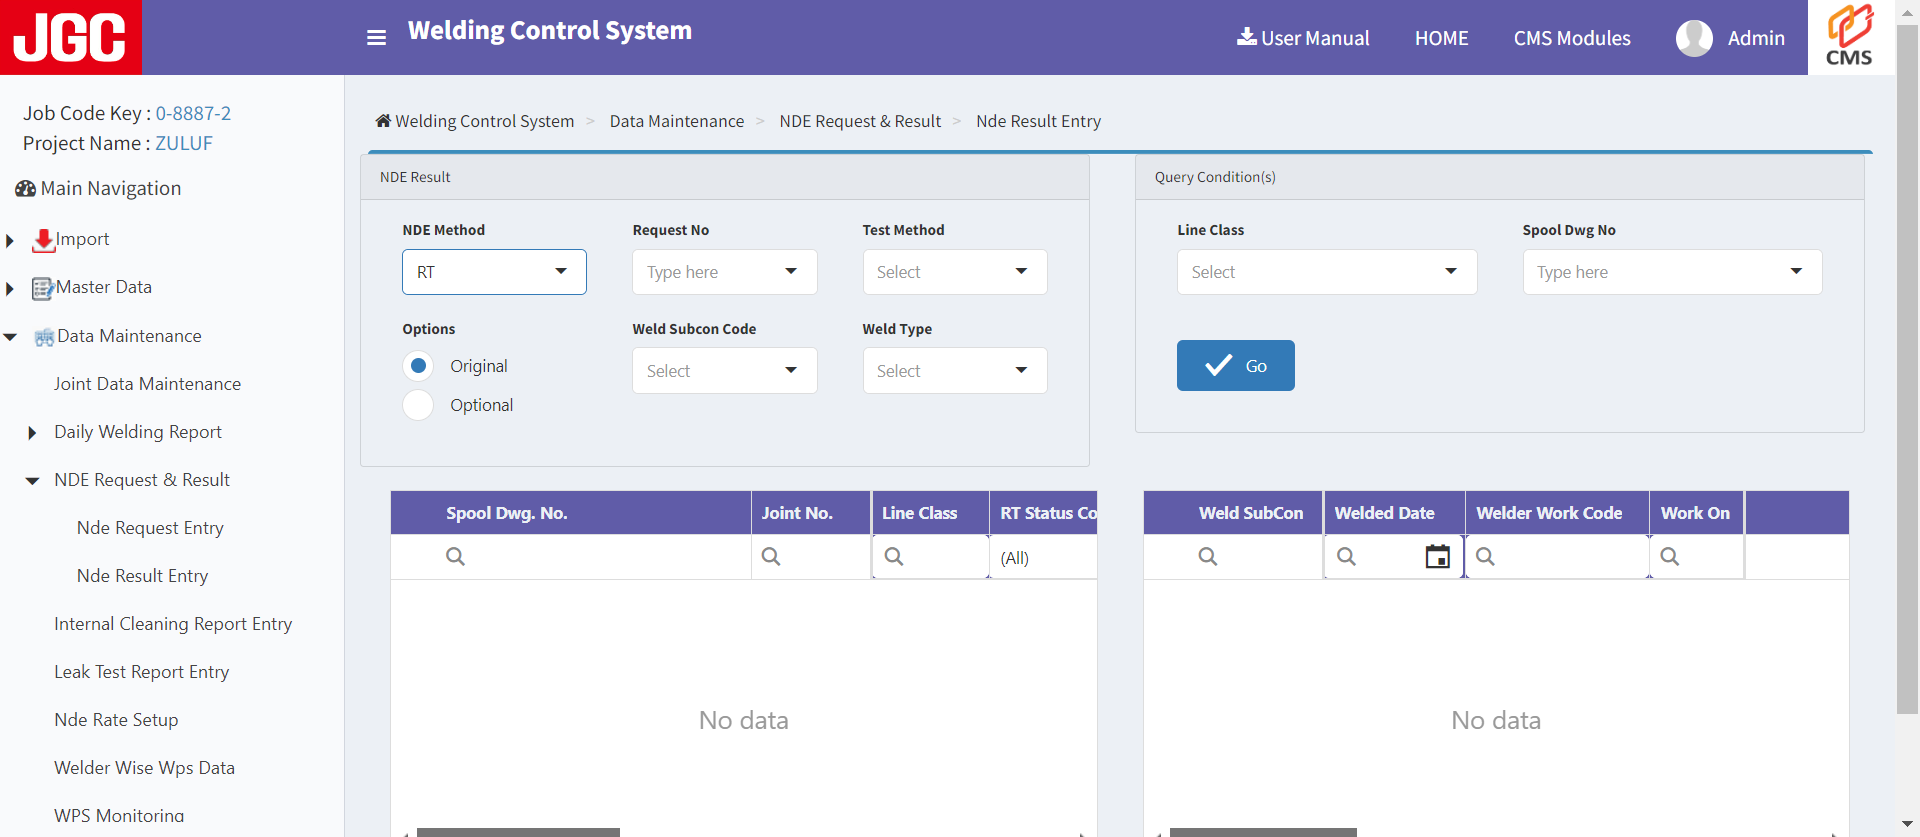 JGC
Welding Control System
User Manual
HOME
CMS Modules
Admin
CMS
Job Code Key : 0-8887-2
Project Name : ZULUF
Main Navigation
Import
Master Data
Data Maintenance
Joint Data Maintenance
Daily Welding Report
NDE Request & Result
Nde Request Entry
Nde Result Entry
Internal Cleaning Report Entry
Leak Test Report Entry
Nde Rate Setup
Welder Wise Wps Data
WPS Monitoring
Welding Control System > Data Maintenance > NDE Request & Result > Nde Result Entry
NDE Result
NDE Method
RT
Request No
Type here
Test Method
Select
Options
Original
Optional
Weld Subcon Code
Select
Weld Type
Select
Query Condition(s)
Line Class
Select
Spool Dwg No
Type here
Go
Spool Dwg. No. Joint No. Line Class RT Status Co
(All)
No data
Weld SubCon Welded Date Welder Work Code Work On
No data